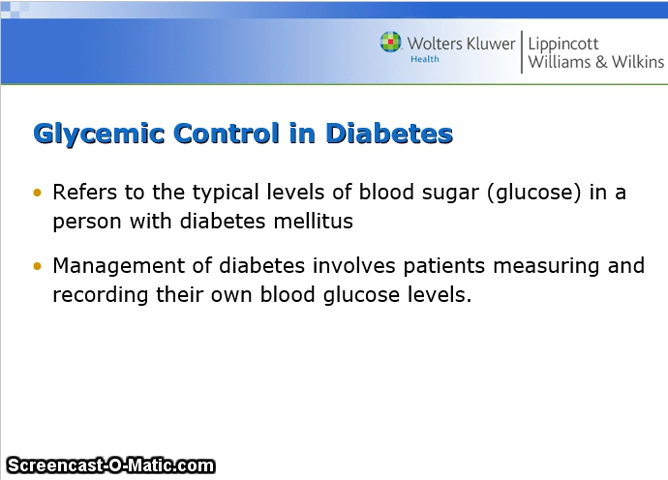 Wolters Kluwer
Health
Lippincott
Williams & Wilkins
Glycemic Control in Diabetes
• Refers to the typical levels of blood sugar (glucose) in a
person with diabetes mellitus
• Management of diabetes involves patients measuring and
recording their own blood glucose levels.
Screencast-O-Matic.com